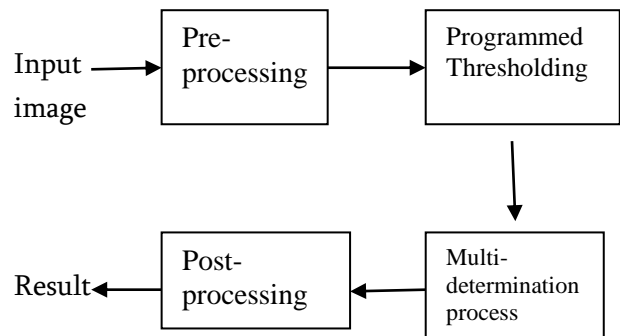 Input
image
Pre-
processing
Programmed
Thresholding
Multi-
determination
process
Post-
processing
Result